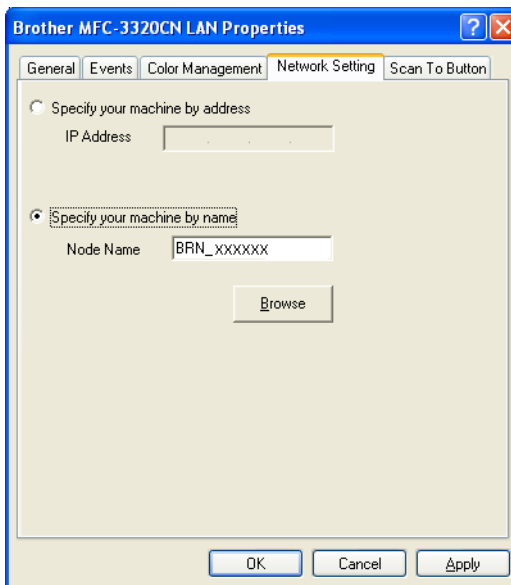 Brother MFC-3320CN LAN Properties
General Events Color Management Network Setting Scan To Button
Specify your machine by address
IP Address . . .
Specify your machine by name
Node Name BRN_xxxxxx
Browse
OK Cancel Apply